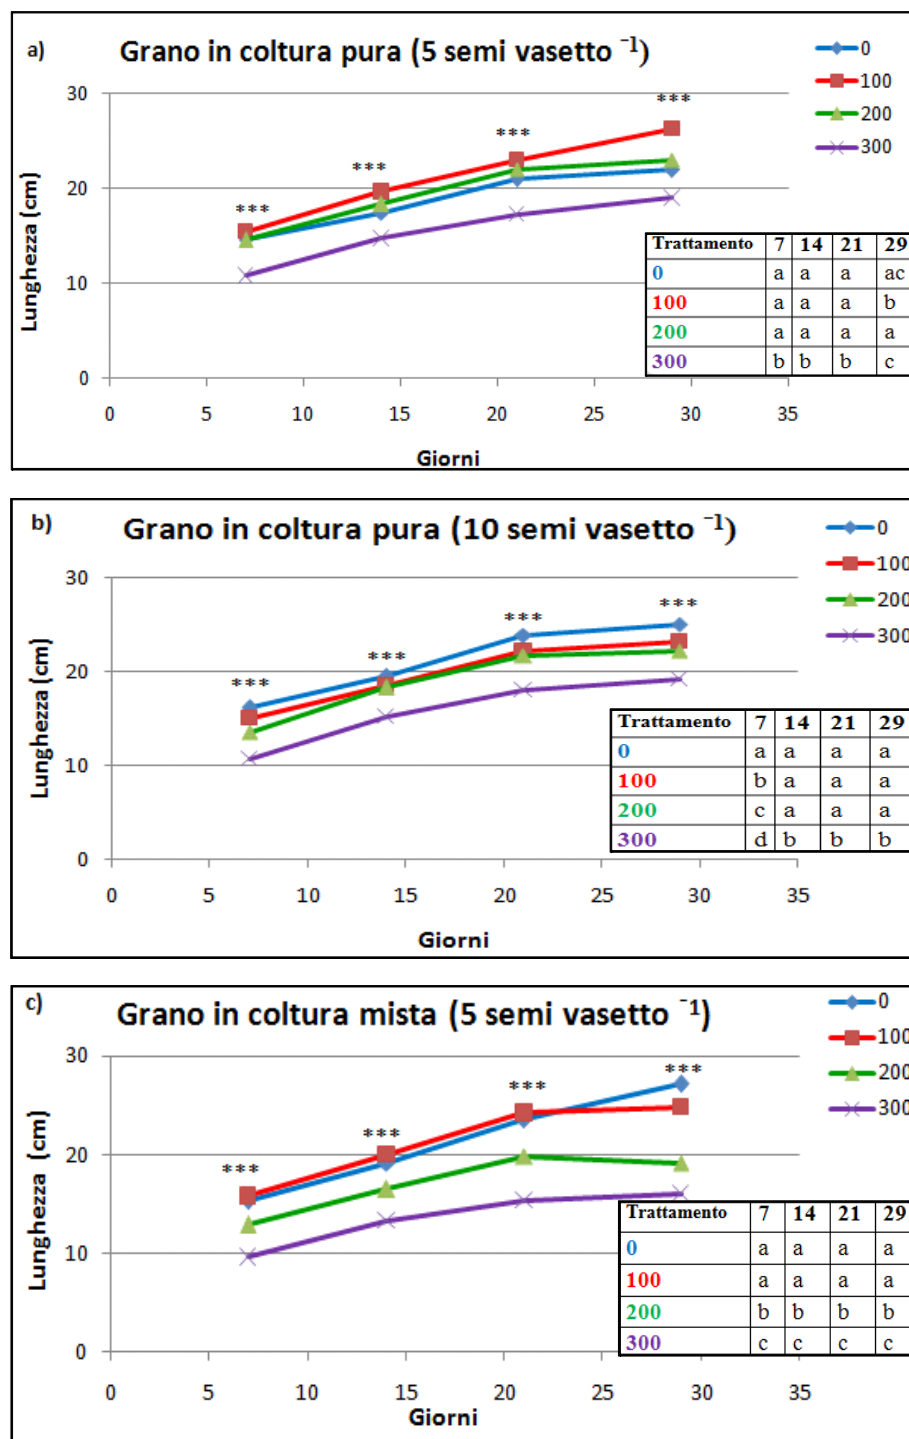 a) Grano in coltura pura (5 semi vasetto ⁻¹)
0
100
200
300
30
20
10
0
*** *** *** ***
Lunghezza (cm)
Trattamento 7 14 21 29
0 a a a ac
100 a a a b
200 a a a a
300 b b b c
0 5 10 15 20 25 30 35
Giorni
b) Grano in coltura pura (10 semi vasetto ⁻¹)
0
100
200
300
30
20
10
0
*** *** *** ***
Lunghezza (cm)
Trattamento 7 14 21 29
0 a a a a
100 b a a a
200 c a a a
300 d b b b
0 5 10 15 20 25 30 35
Giorni
c) Grano in coltura mista (5 semi vasetto ⁻¹)
0
100
200
300
30
20
10
0
*** *** *** ***
Lunghezza (cm)
Trattamento 7 14 21 29
0 a a a a
100 a a a a
200 b b b b
300 c c c c
0 5 10 15 20 25 30 35
Giorni